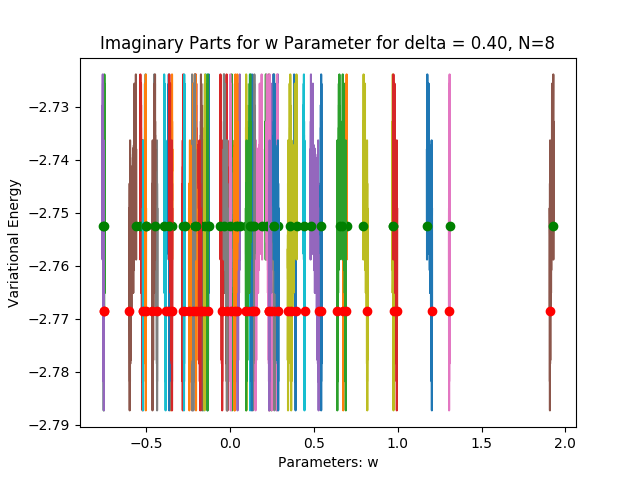 Imaginary Parts for w Parameter for delta = 0.40, N=8
Variational Energy
−2.73
−2.74
−2.75
−2.76
−2.77
−2.78
−2.79
−0.5 0.0 0.5 1.0 1.5 2.0
Parameters: w